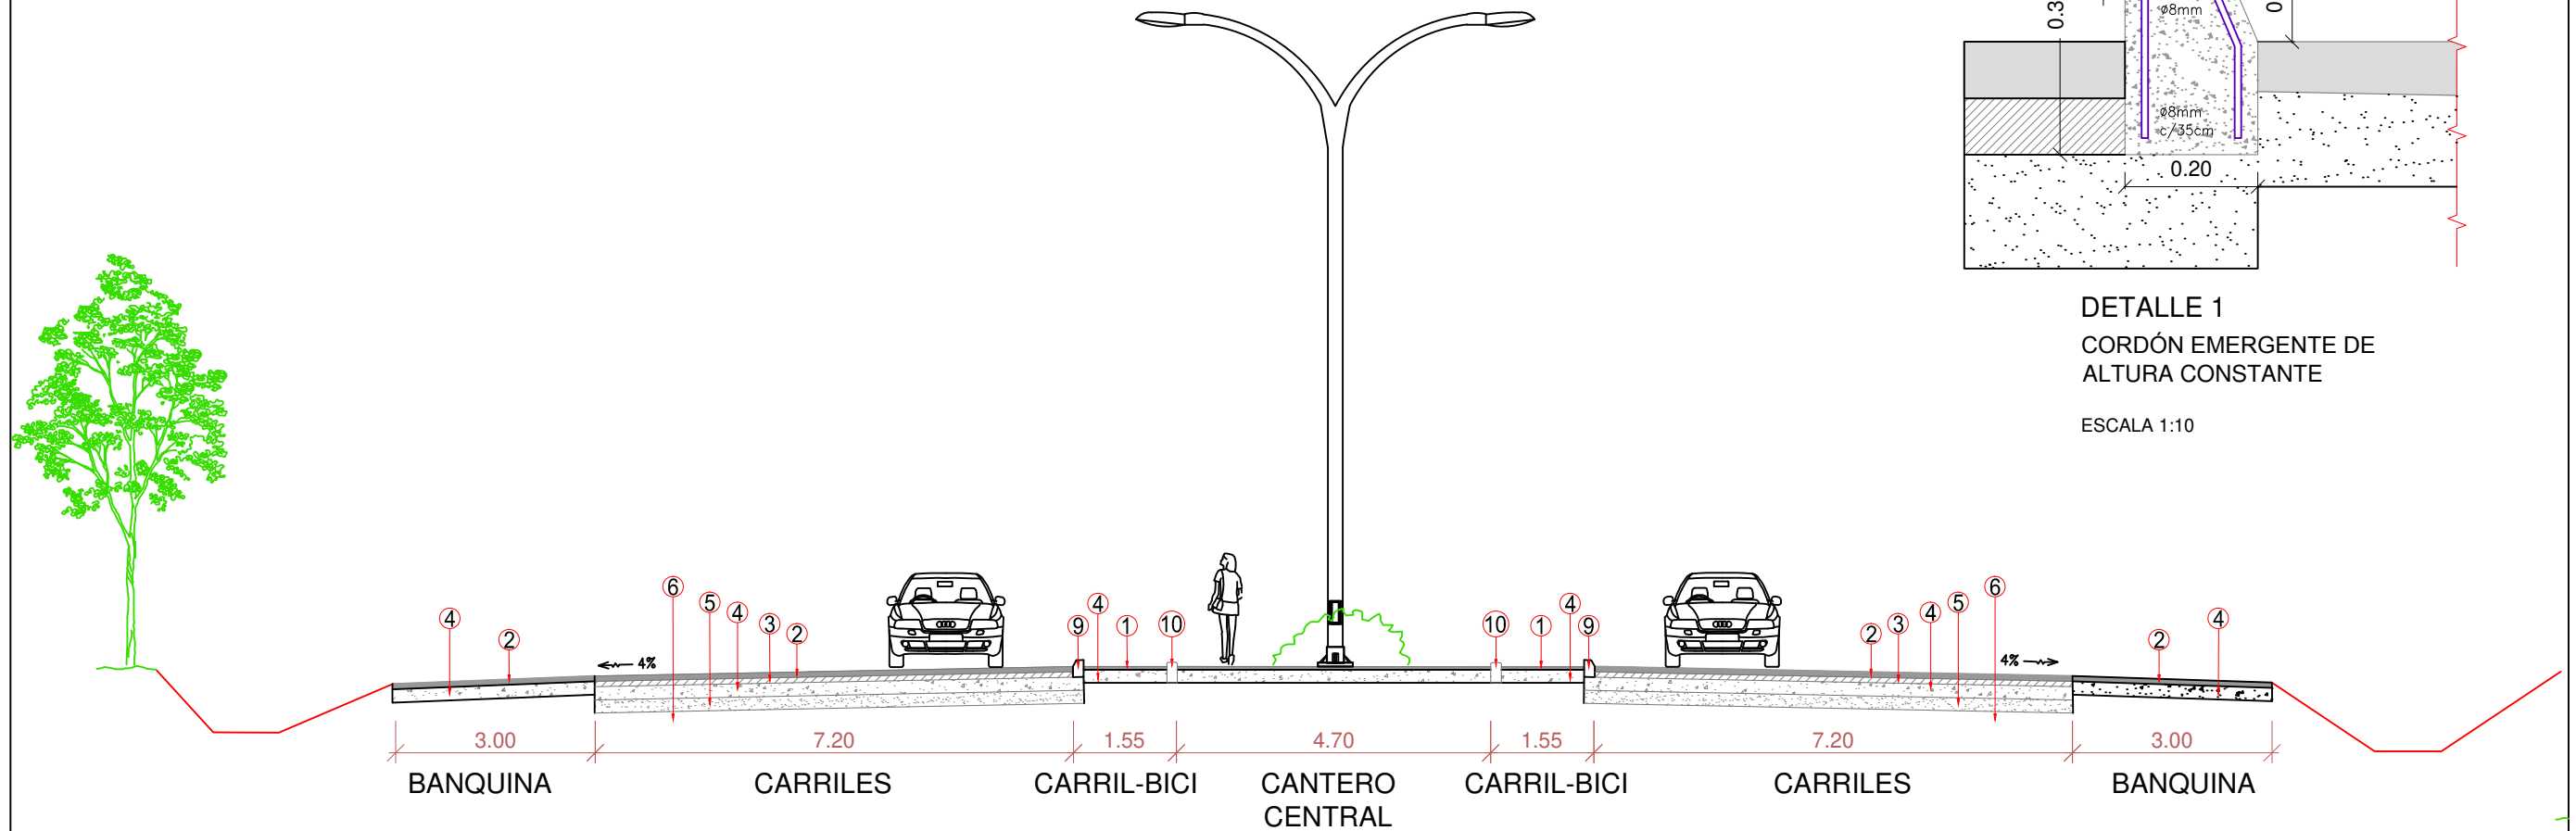 ø8mm
ø8mm
c/35cm
0.20
DETALLE 1
CORDÓN EMERGENTE DE
ALTURA CONSTANTE
ESCALA 1:10
6 5 4 3 2 9 4 1 10 10 1 4 9 2 3 4 5 6
4 2 2 4
4% 4%
3.00 7.20 1.55 4.70 1.55 7.20 3.00
BANQUINA CARRILES CARRIL-BICI CANTERO CARRIL-BICI CARRILES BANQUINA
CENTRAL